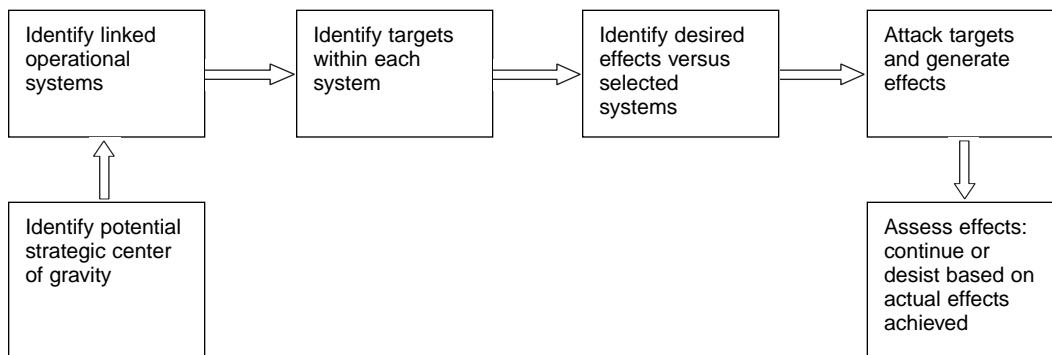 Identify linked
operational
systems
Identify targets
within each
system
Identify desired
effects versus
selected
systems
Attack targets
and generate
effects
Identify potential
strategic center
of gravity
Assess effects:
continue or
desist based on
actual effects
achieved